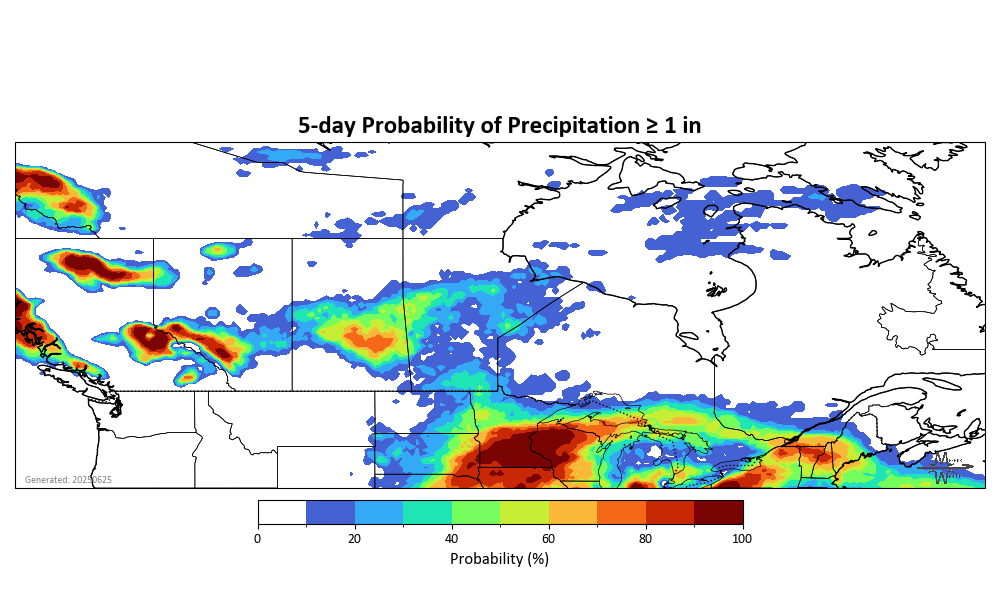 5-day Probability of Precipitation ≥ 1 in
Generated: 20250625
0 20 40 60 80 100
Probability (%)